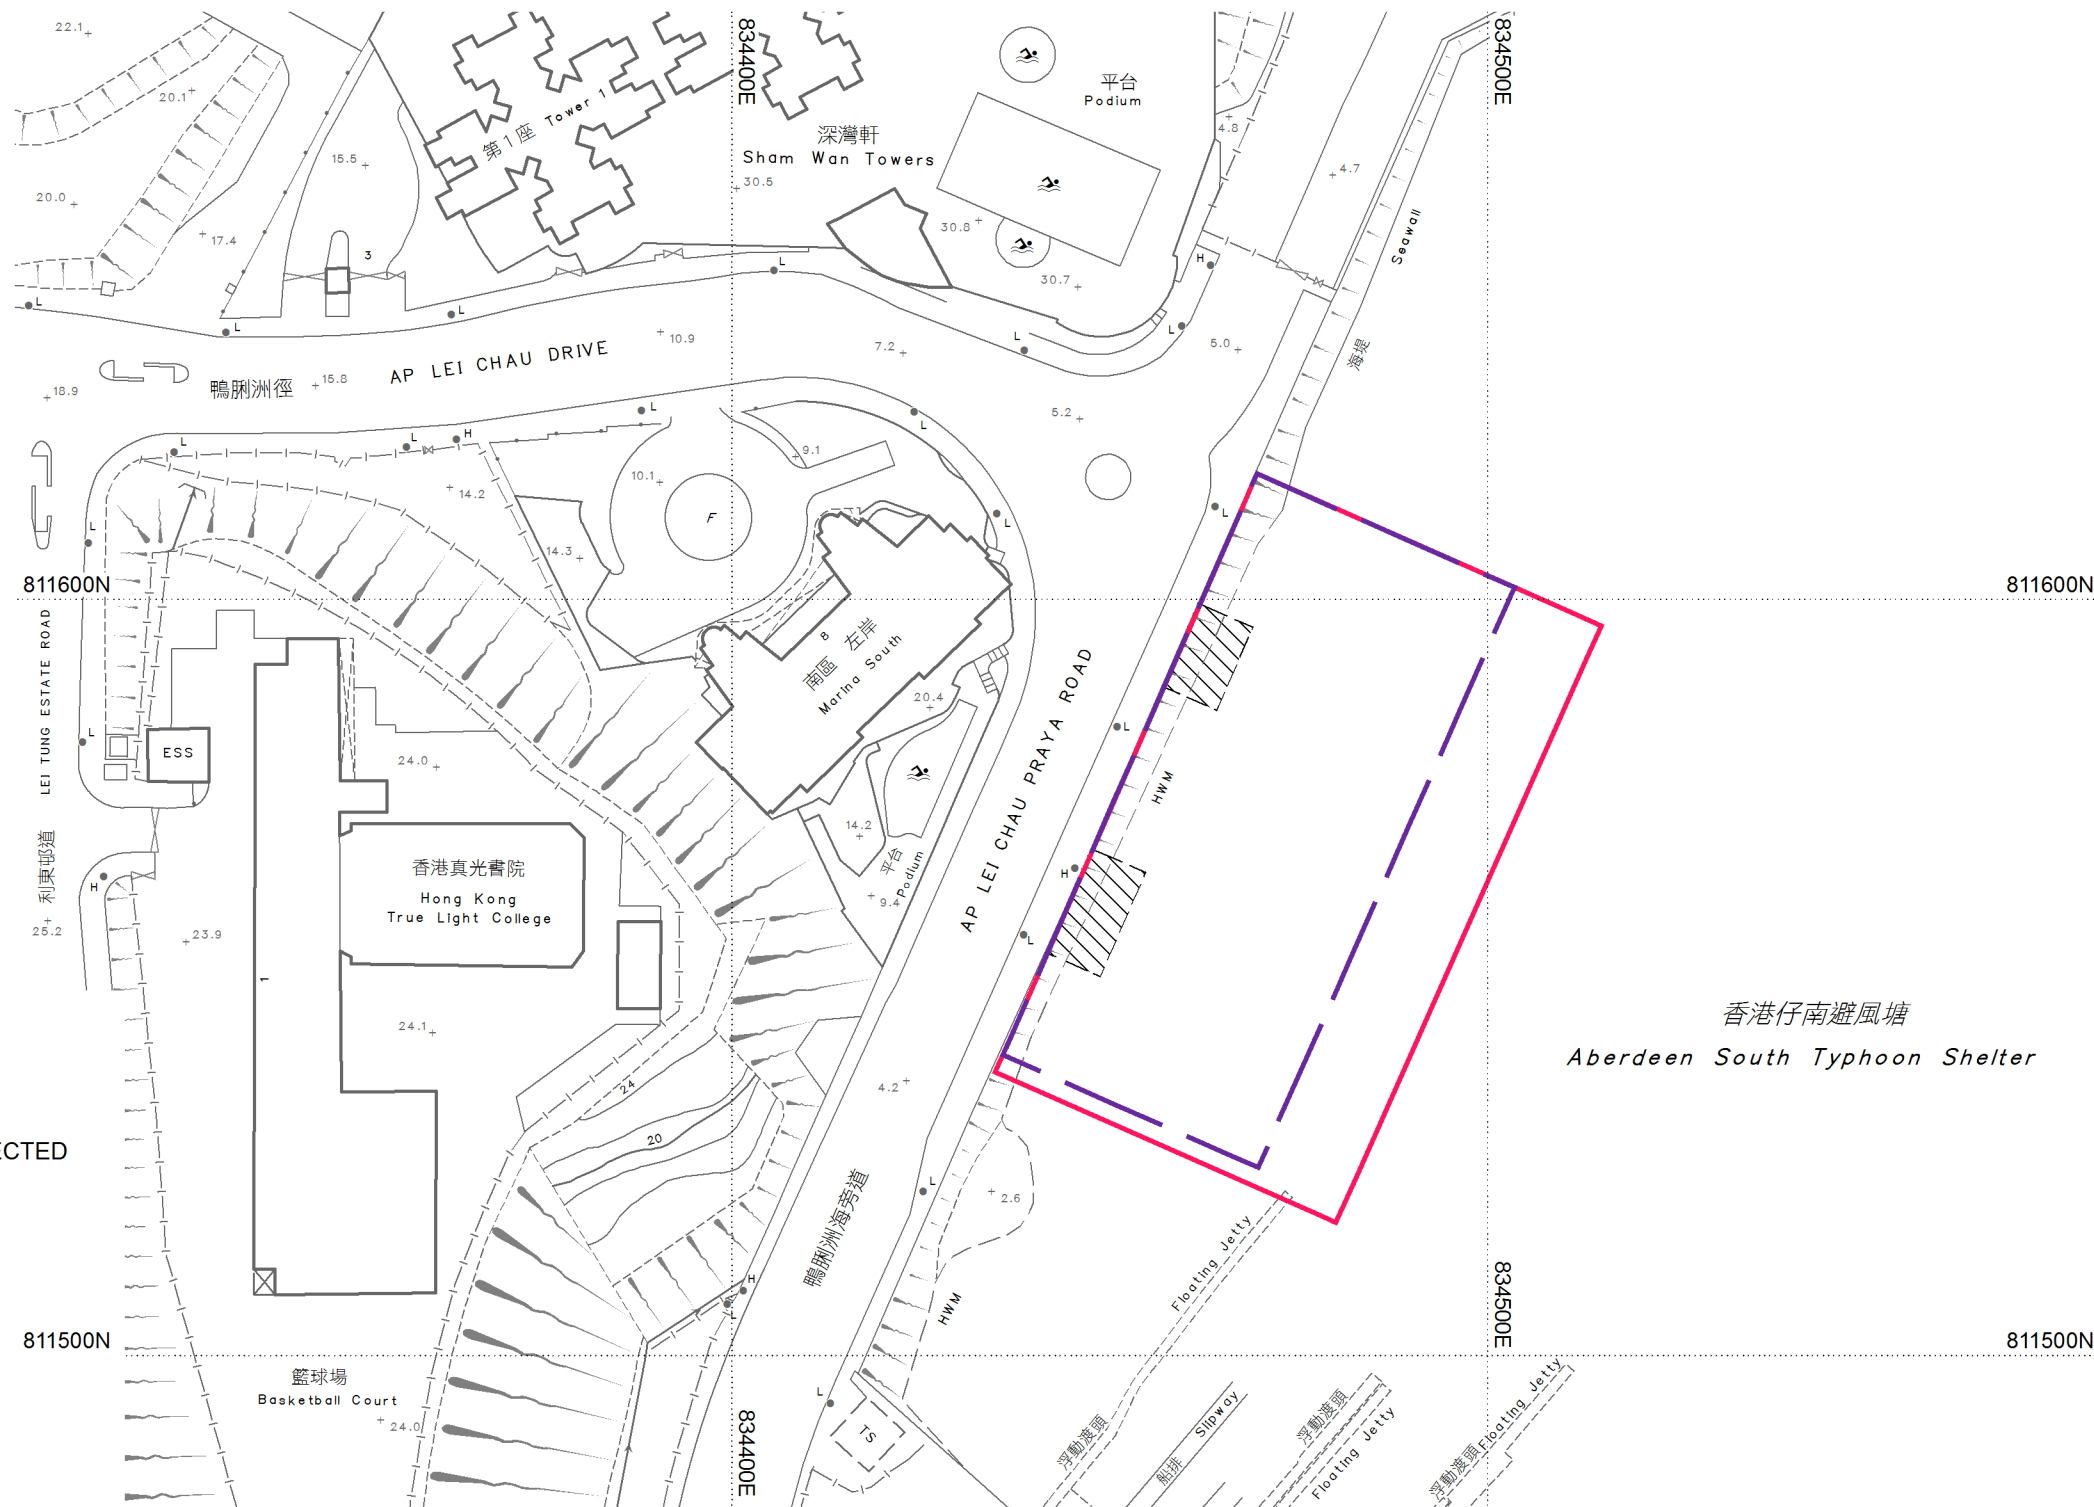 834400E
834500E
22.1
20.1
第1座 Tower 1
平台
Podium
4.8
深灣軒
Sham Wan Towers
15.5
30.5
4.7
20.0
17.4
3
30.8
30.7
Seawall
海堤
H
L
L
L
L
L
L
10.9
7.2
5.0
AP LEI CHAU DRIVE
鴨脷洲徑
15.8
18.9
5.2
L
L
L
H
L
9.1
10.1
14.2
F
L
L
L
14.3
811600N
811600N
LEI TUNG ESTATE ROAD
8
南區 左岸
Marina South
20.4
L
L
ESS
24.0
HWM
14.2
平台
Podium
AP LEI CHAU PRAYA ROAD
利東邨道
香港真光書院
Hong Kong
True Light College
H
H
9.4
25.2
23.9
L
1
24.1
香港仔南避風塘
Aberdeen South Typhoon Shelter
4.2
24
20
ECTED
鴨脷洲海旁道
L
2.6
Floating Jetty
H
L
HWM
834500E
811500N
811500N
籃球場
Basketball Court
24.0
L
TS
834400E
浮動渡頭
船排
Slipway
浮動渡頭
Floating Jetty
浮動渡頭
Floating Jetty